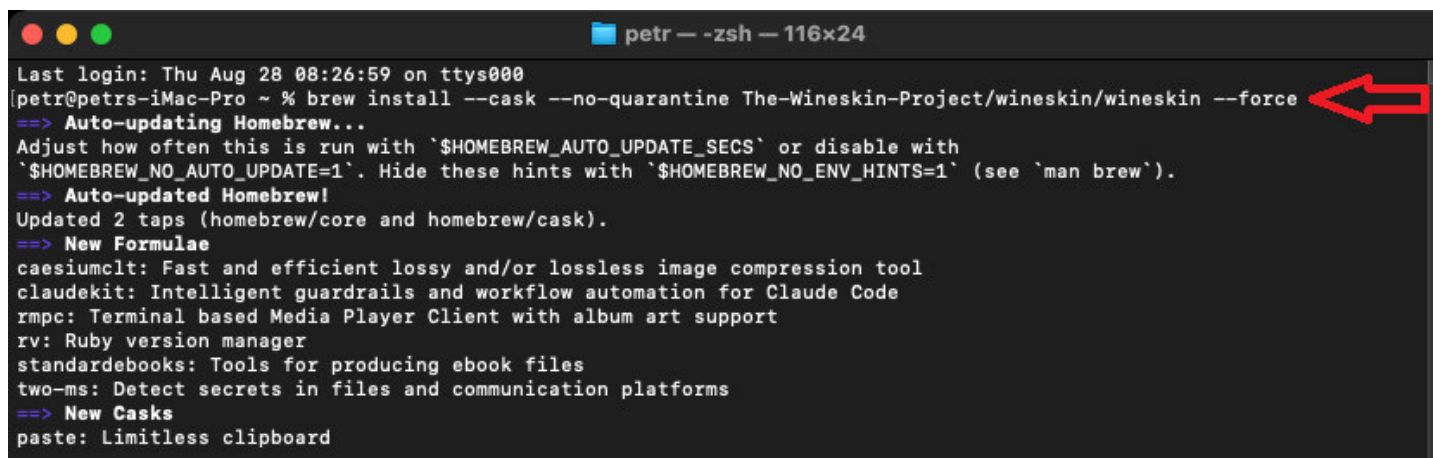 petr — -zsh — 116×24
Last login: Thu Aug 28 08:26:59 on ttys000
[petr@petrs-iMac-Pro ~ % brew install --cask --no-quarantine The-Wineskin-Project/wineskin/wineskin --force
==> Auto-updating Homebrew...
Adjust how often this is run with `$HOMEBREW_AUTO_UPDATE_SECS` or disable with
`$HOMEBREW_NO_AUTO_UPDATE=1`. Hide these hints with `$HOMEBREW_NO_ENV_HINTS=1` (see `man brew`).
==> Auto-updated Homebrew!
Updated 2 taps (homebrew/core and homebrew/cask).
==> New Formulae
caesiumclt: Fast and efficient lossy and/or lossless image compression tool
claudekit: Intelligent guardrails and workflow automation for Claude Code
rmpc: Terminal based Media Player Client with album art support
rv: Ruby version manager
standardebooks: Tools for producing ebook files
two-ms: Detect secrets in files and communication platforms
==> New Casks
paste: Limitless clipboard